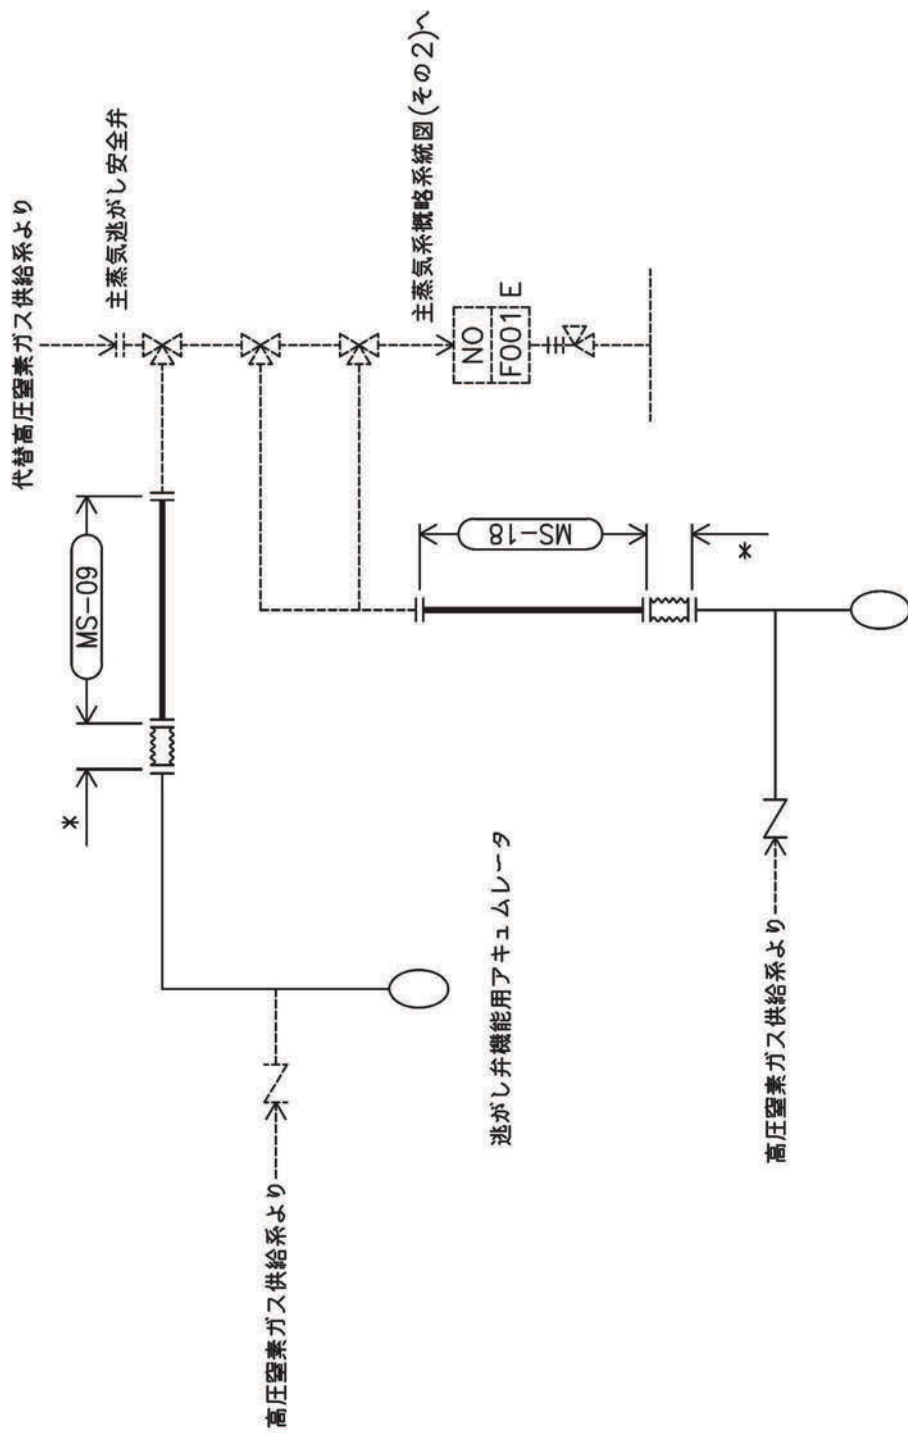 代替高圧窒素ガス供給系より
主蒸気逃がし安全弁
主蒸気系概略系統図(その2)へ
NO
F001E
MS-09
*
MS-18
*
高圧窒素ガス供給系より
逃がし弁機能用アキュムレータ
高圧窒素ガス供給系より